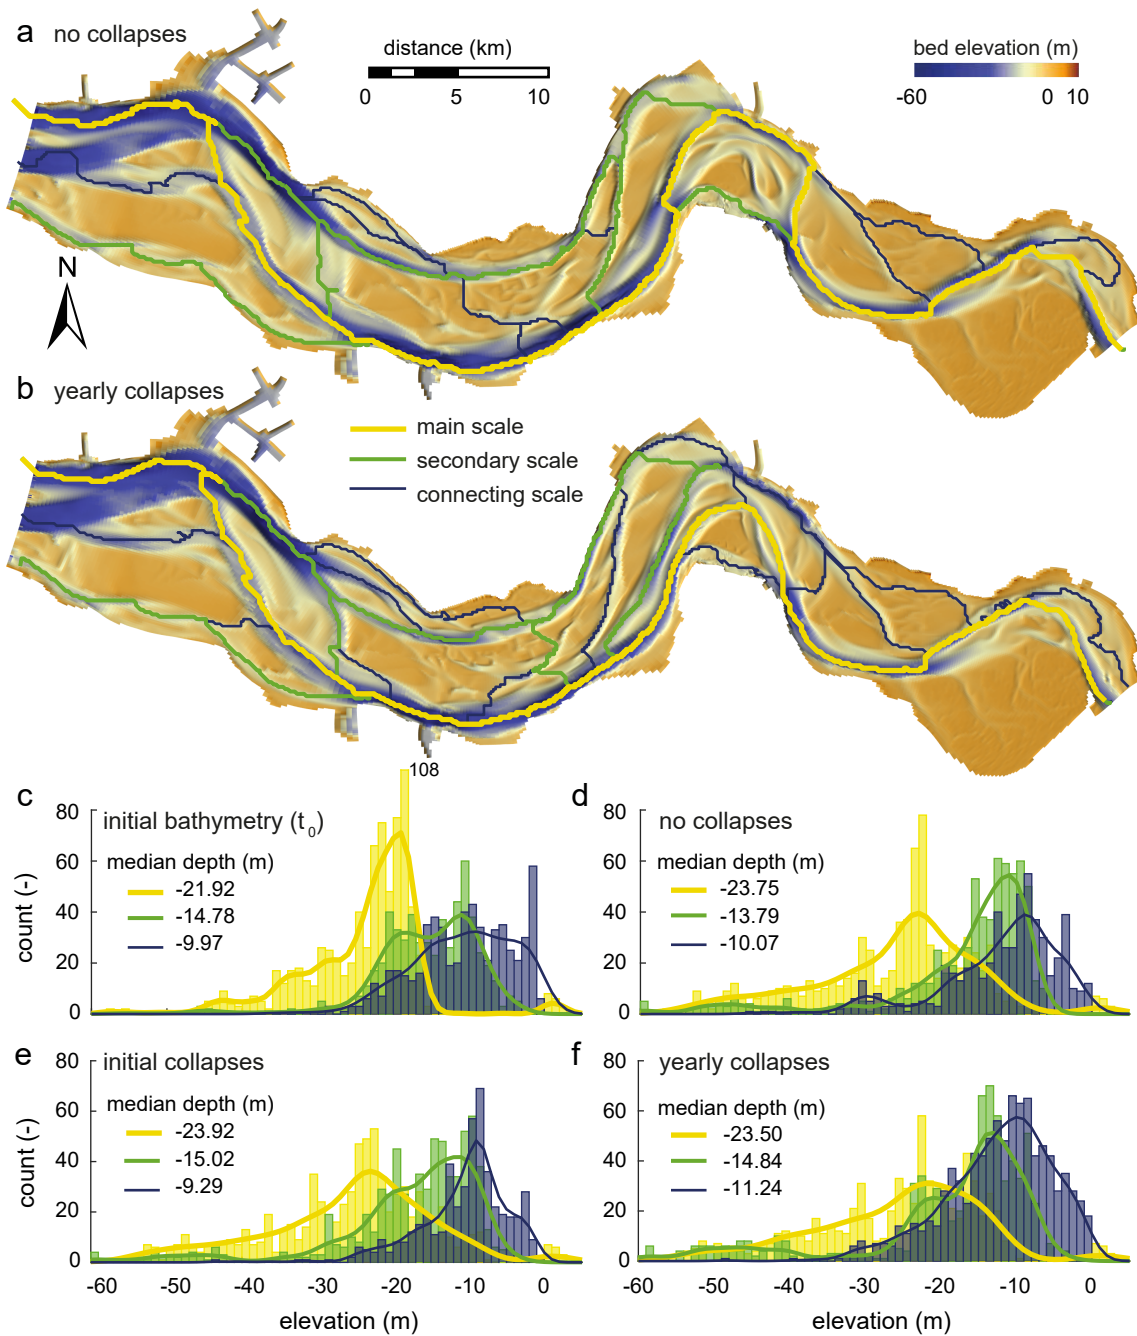 a no collapses
distance (km)
0 5 10
bed elevation (m)
-60 0 10
N
b yearly collapses
main scale
secondary scale
connecting scale
c initial bathymetry (t0)
108
median depth (m)
-21.92
-14.78
-9.97
80
60
40
20
0
count (-)
d no collapses
median depth (m)
-23.75
-13.79
-10.07
80
60
40
20
0
e initial collapses
median depth (m)
-23.92
-15.02
-9.29
80
60
40
20
0
count (-)
-60 -50 -40 -30 -20 -10 0
elevation (m)
f yearly collapses
median depth (m)
-23.50
-14.84
-11.24
80
60
40
20
0
-60 -50 -40 -30 -20 -10 0
elevation (m)